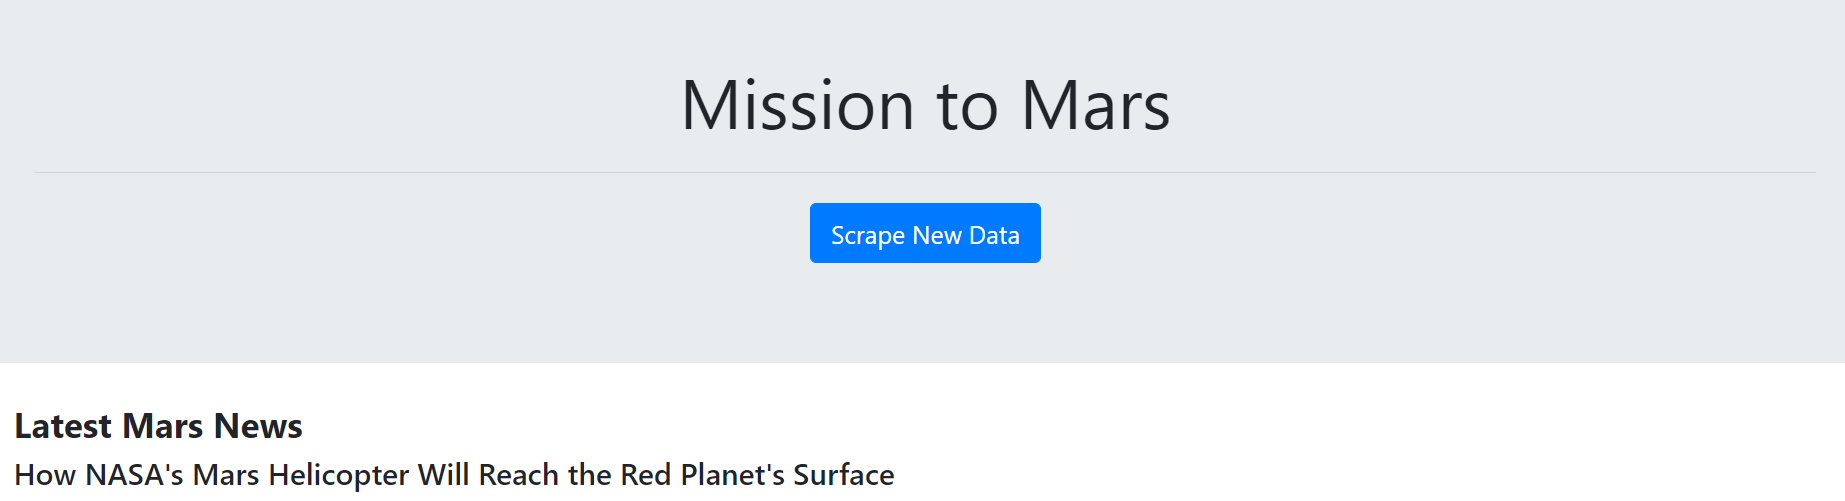 Mission to Mars
Scrape New Data
Latest Mars News
How NASA's Mars Helicopter Will Reach the Red Planet's Surface